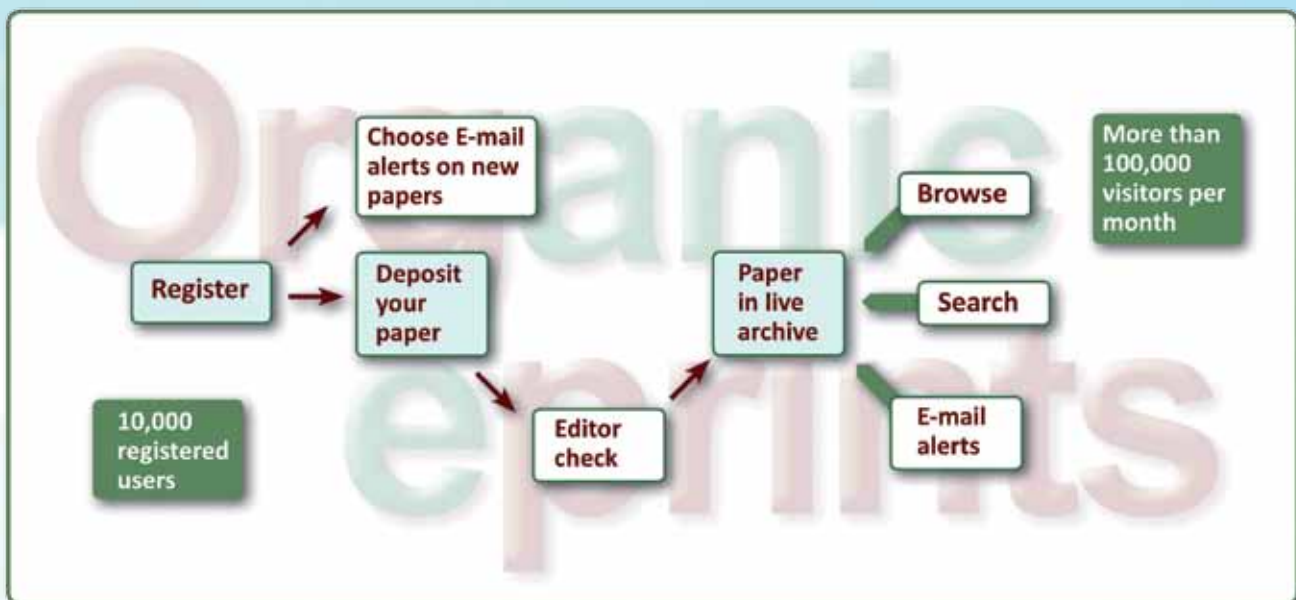 Organic
eprints
Choose E-mail
alerts on new
papers
Register
Deposit
your
paper
10,000
registered
users
Editor
check
Paper
in live
archive
Browse
Search
E-mail
alerts
More than
100,000
visitors per
month